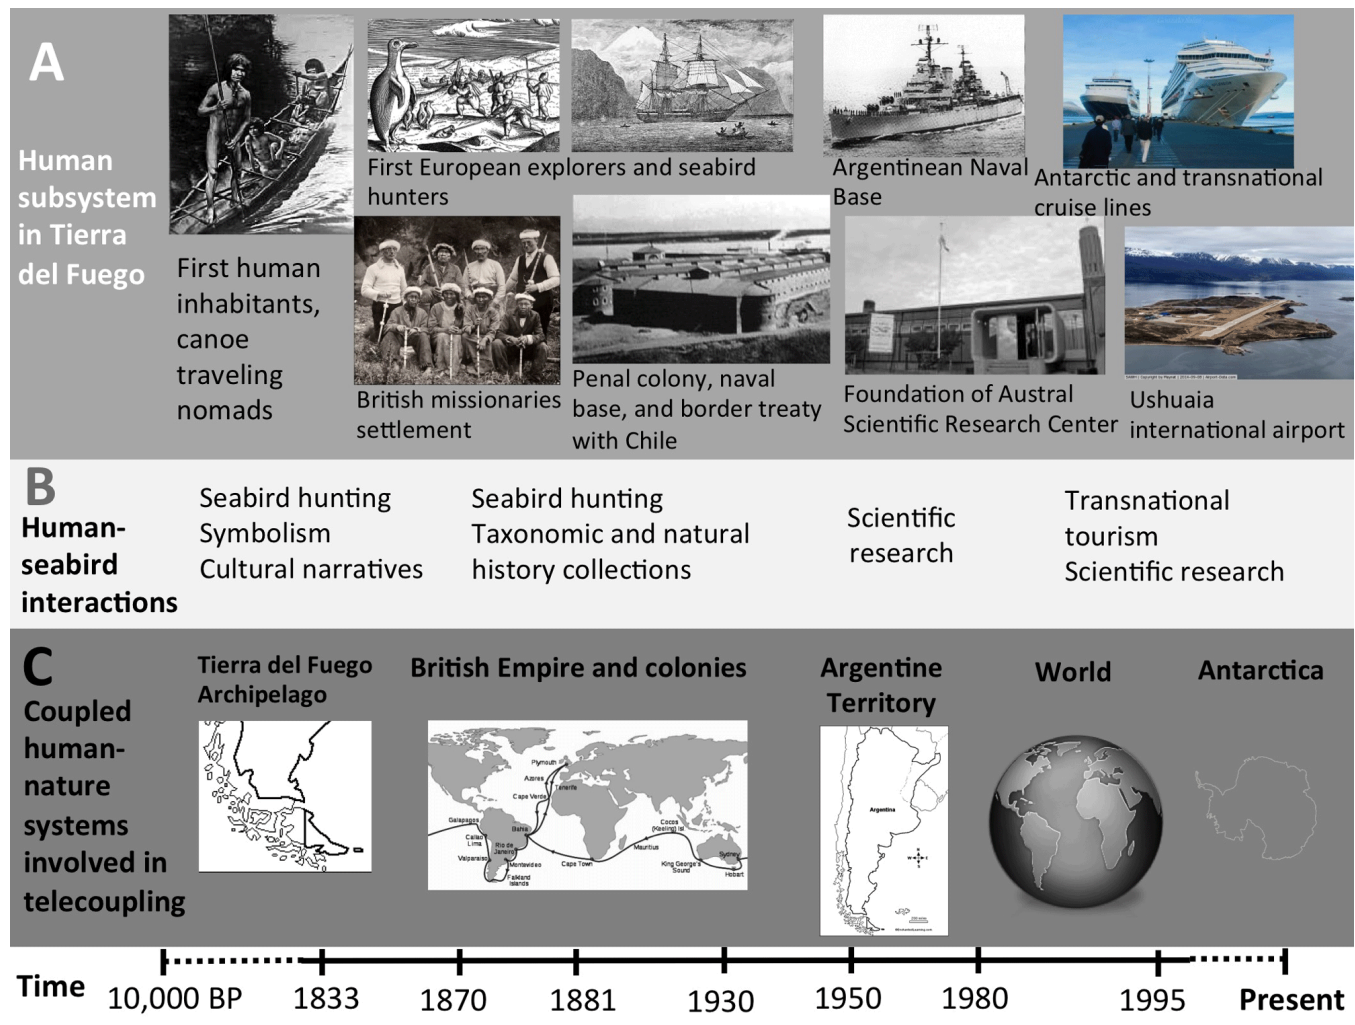 A
Human
subsystem
in Tierra
del Fuego
First human
inhabitants,
canoe
traveling
nomads
First European explorers and seabird
hunters
British missionaries
settlement
Penal colony, naval
base, and border treaty
with Chile
Argentinean Naval
Base
Foundation of Austral
Scientific Research Center
Antarctic and transnational
cruise lines
Ushuaia
international airport
B
Human-
seabird
interactions
Seabird hunting
Symbolism
Cultural narratives
Seabird hunting
Taxonomic and natural
history collections
Scientific
research
Transnational
tourism
Scientific research
C
Coupled
human-
nature
systems
involved in
telecoupling
Tierra del Fuego
Archipelago
British Empire and colonies
Plymouth
Azores
Tenerife
Cape Verde
Galapagos
Bahia
Callao
Lima
Rio de
Janeiro
Valparaiso
Montevideo
Falkland
Islands
Cape Town
Mauritius
Cocos
(Keeling) Isl.
King George's
Sound
Sydney
Hobart
Argentine
Territory
Argentina
N
W
E
S
World
Antarctica
Time
10,000 BP
1833
1870
1881
1930
1950
1980
1995
Present